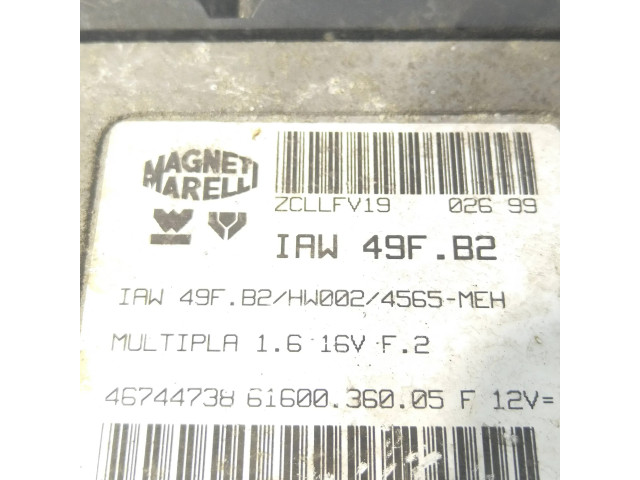 MAGNETI
MARELLI
ZCLLFV19 026 99
IAW 49F.B2
IAW 49F.B2/HW002/4565-MEH
MULTIPLA 1.6 16V F.2
46744738 61600.360.05 F 12V=